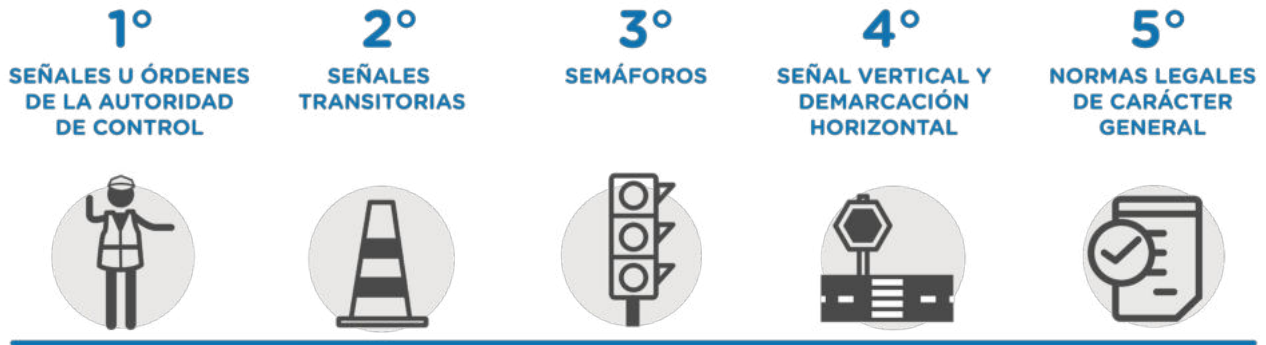 1°
SEÑALES U ÓRDENES
DE LA AUTORIDAD
DE CONTROL
2°
SEÑALES
TRANSITORIAS
3°
SEMÁFOROS
4°
SEÑAL VERTICAL Y
DEMARCACIÓN
HORIZONTAL
5°
NORMAS LEGALES
DE CARÁCTER
GENERAL